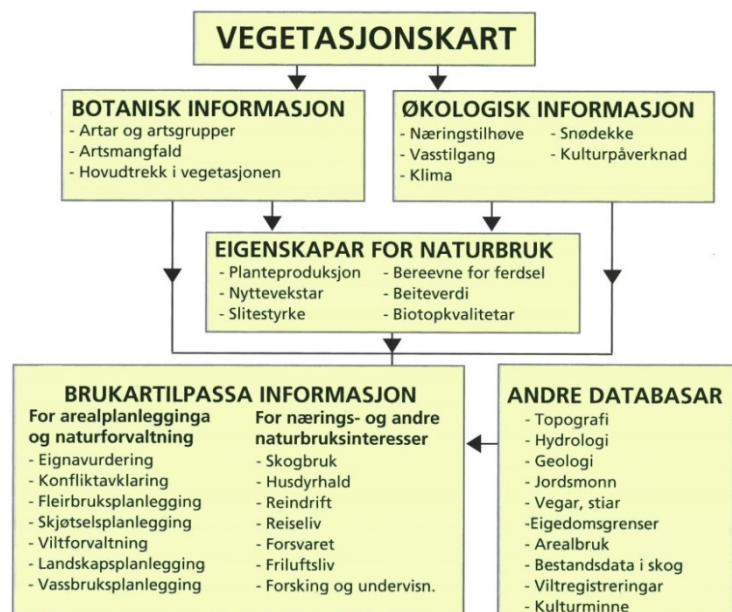 VEGETASJONSKART
BOTANISK INFORMASJON
- Artar og artsgrupper
- Artsmangfald
- Hovudtrekk i vegetasjonen
ØKOLOGISK INFORMASJON
- Næringstilhøve
- Vasstilgang
- Klima
- Snødekke
- Kulturpåverknad
EIGENSKAPAR FOR NATURBRUK
- Planteproduksjon
- Nyttevekstar
- Slitestyrke
- Bereevne for ferdsel
- Beiteverdi
- Biotopkvalitetar
BRUKARTILPASSA INFORMASJON
For arealplanlegginga
og naturforvaltning
- Eignavurdering
- Konfliktavklaring
- Fleirbruksplanlegging
- Skjøtselsplanlegging
- Viltforvaltning
- Landskapsplanlegging
- Vassbruksplanlegging
For nærings- og andre
naturbruksinteresser
- Skogbruk
- Husdyrhald
- Reindrift
- Reiseliv
- Forsvaret
- Friluftsliv
- Forsking og undervisn.
ANDRE DATABASAR
- Topografi
- Hydrologi
- Geologi
- Jordsmonn
- Vegar, stiar
-Eigedomsgrenser
- Arealbruk
- Bestandsdata i skog
- Viltregistreringar
- Kulturminne